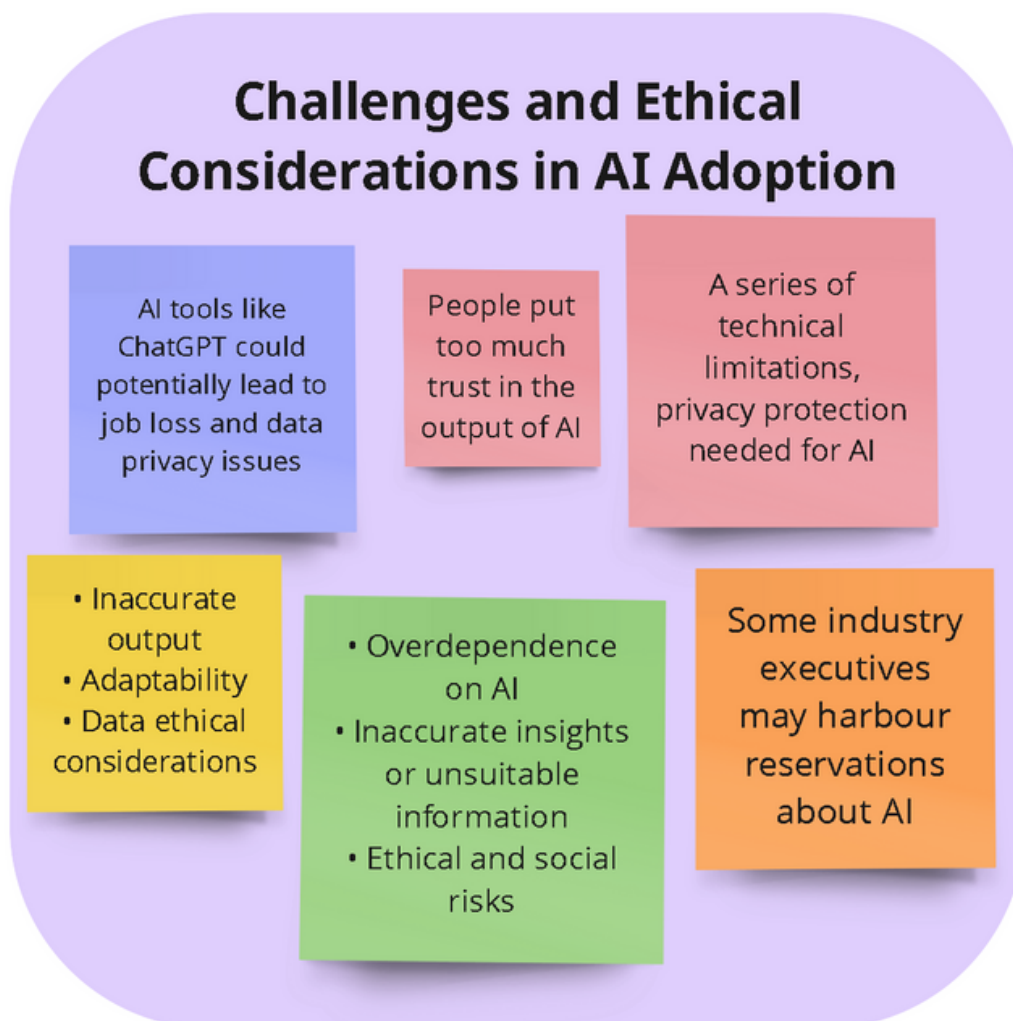 Challenges and Ethical
Considerations in AI Adoption
AI tools like
ChatGPT could
potentially lead to
job loss and data
privacy issues
People put
too much
trust in the
output of AI
A series of
technical
limitations,
privacy protection
needed for AI
• Inaccurate
output
• Adaptability
• Data ethical
considerations
• Overdependence
on AI
• Inaccurate insights
or unsuitable
information
• Ethical and social
risks
Some industry
executives
may harbour
reservations
about AI